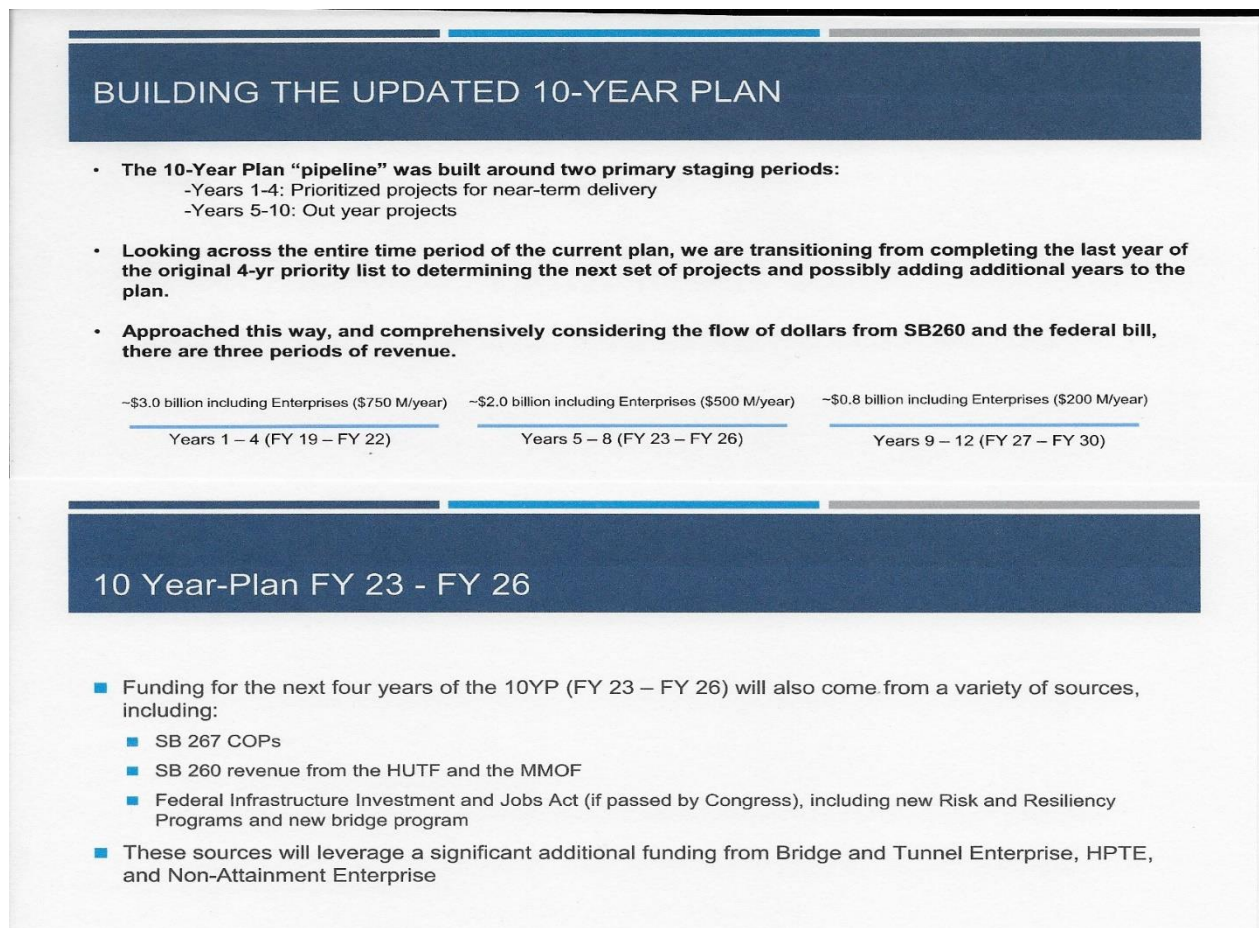 BUILDING THE UPDATED 10-YEAR PLAN
• The 10-Year Plan “pipeline” was built around two primary staging periods:
-Years 1-4: Prioritized projects for near-term delivery
-Years 5-10: Out year projects
• Looking across the entire time period of the current plan, we are transitioning from completing the last year of
the original 4-yr priority list to determining the next set of projects and possibly adding additional years to the
plan.
• Approached this way, and comprehensively considering the flow of dollars from SB260 and the federal bill,
there are three periods of revenue.
~$3.0 billion including Enterprises ($750 M/year) ~$2.0 billion including Enterprises ($500 M/year) ~$0.8 billion including Enterprises ($200 M/year)
Years 1 – 4 (FY 19 – FY 22) Years 5 – 8 (FY 23 – FY 26) Years 9 – 12 (FY 27 – FY 30)
10 Year-Plan FY 23 - FY 26
■ Funding for the next four years of the 10YP (FY 23 – FY 26) will also come from a variety of sources,
including:
■ SB 267 COPs
■ SB 260 revenue from the HUTF and the MMOF
■ Federal Infrastructure Investment and Jobs Act (if passed by Congress), including new Risk and Resiliency
Programs and new bridge program
■ These sources will leverage a significant additional funding from Bridge and Tunnel Enterprise, HPTE,
and Non-Attainment Enterprise